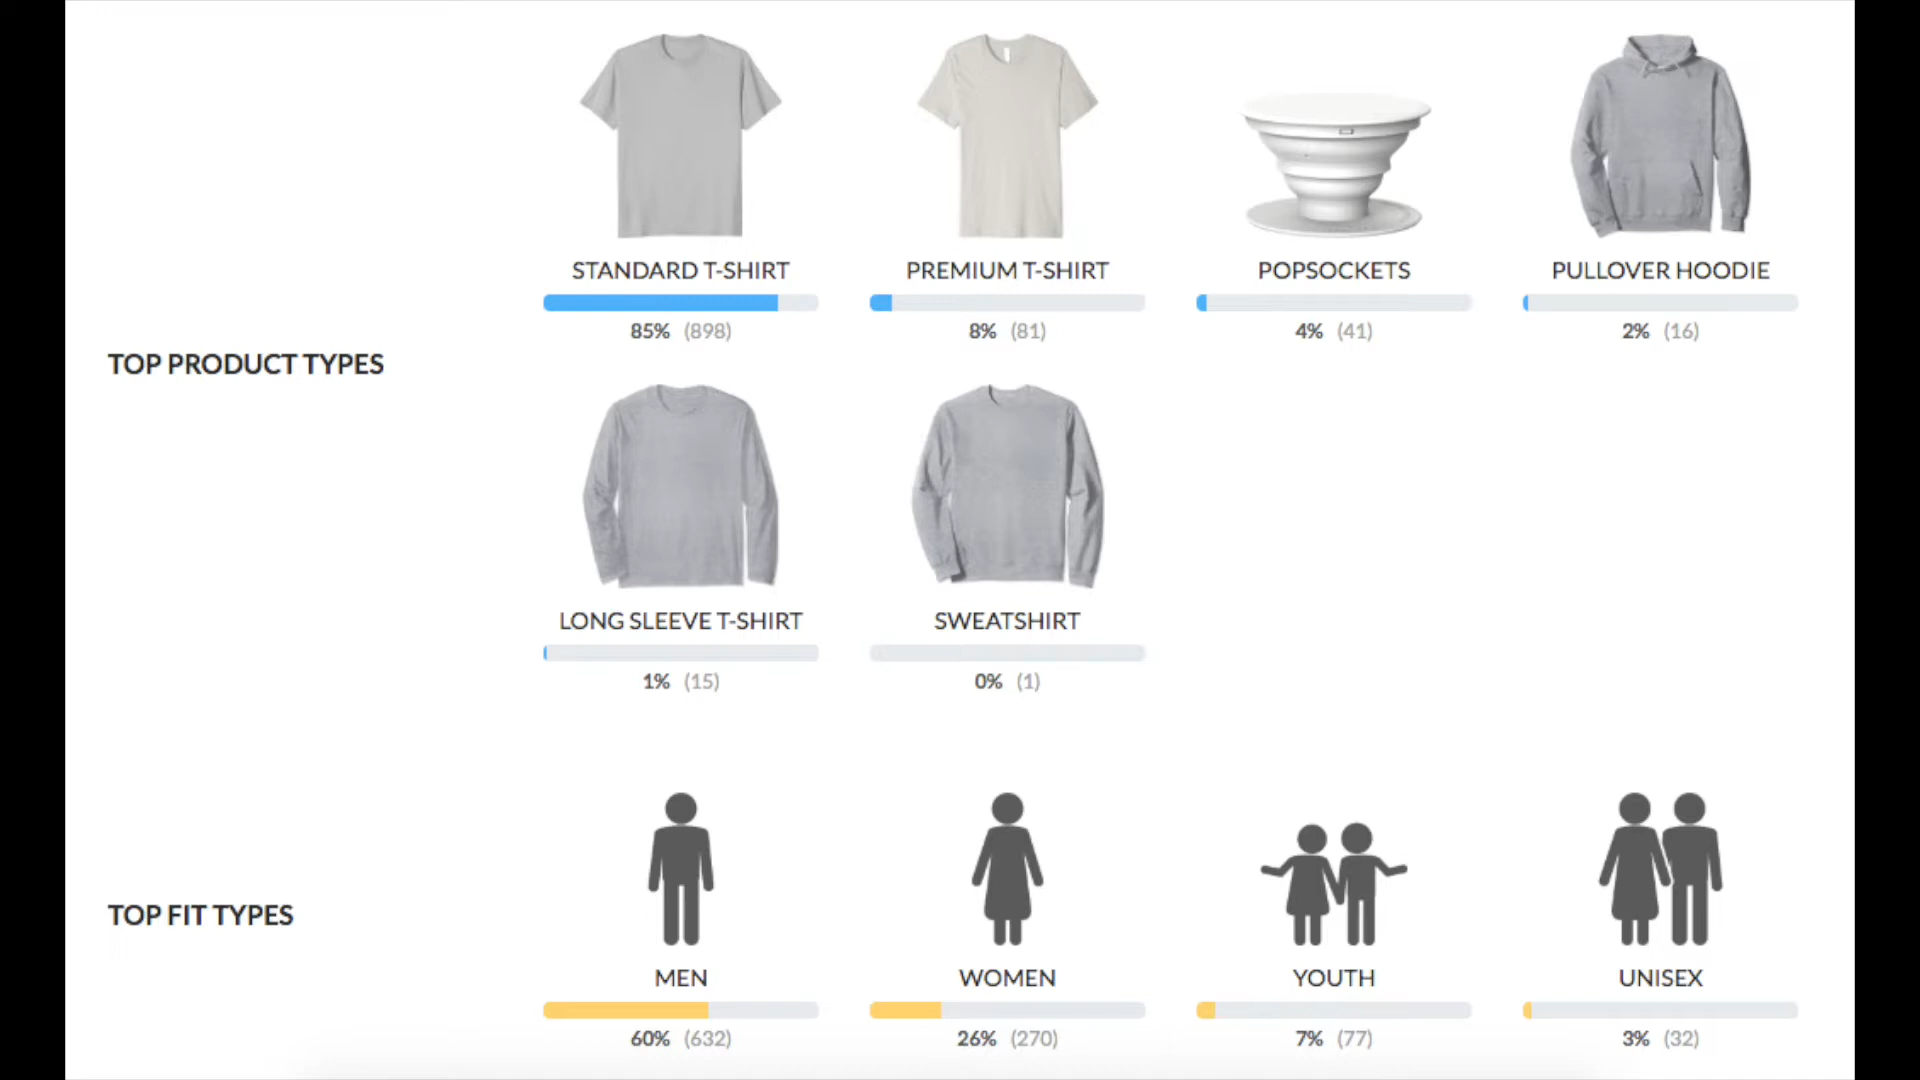 STANDARD T-SHIRT
85% (898)
PREMIUM T-SHIRT
8% (81)
POPSOCKETS
4% (41)
PULLOVER HOODIE
2% (16)
TOP PRODUCT TYPES
LONG SLEEVE T-SHIRT
1% (15)
SWEATSHIRT
0% (1)
TOP FIT TYPES
MEN
60% (632)
WOMEN
26% (270)
YOUTH
7% (77)
UNISEX
3% (32)